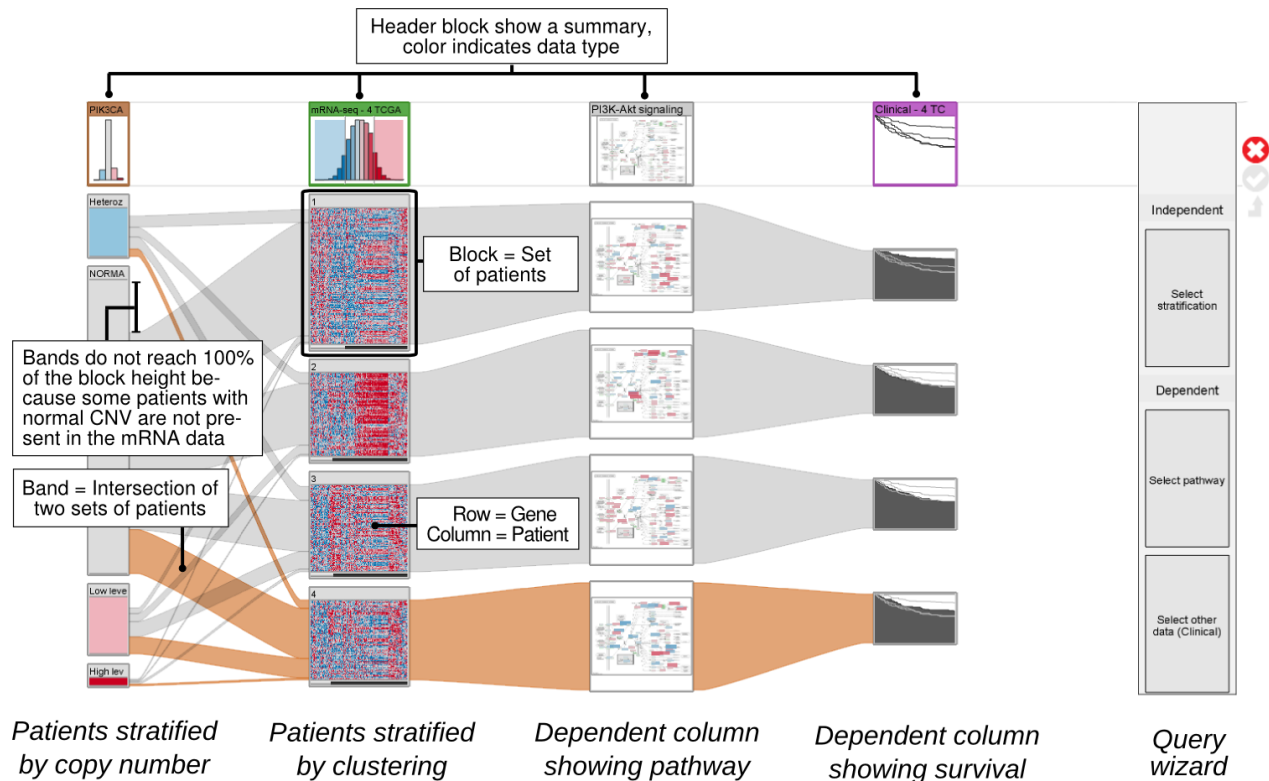 Header block show a summary,
color indicates data type
PIK3CA
mRNA-seq - 4 TCGA
PI3K-Akt signaling
Clinical - 4 TC
Heteroz
1
Independent
Block = Set
of patients
NORMA
Select
stratification
Bands do not reach 100%
of the block height be-
cause some patients with
normal CNV are not pre-
sent in the mRNA data
2
Dependent
Band = Intersection of
two sets of patients
3
Row = Gene
Column = Patient
Select pathway
Low leve
4
Select other
data (Clinical)
High lev
Patients stratified
by copy number
Patients stratified
by clustering
Dependent column
showing pathway
Dependent column
showing survival
Query
wizard